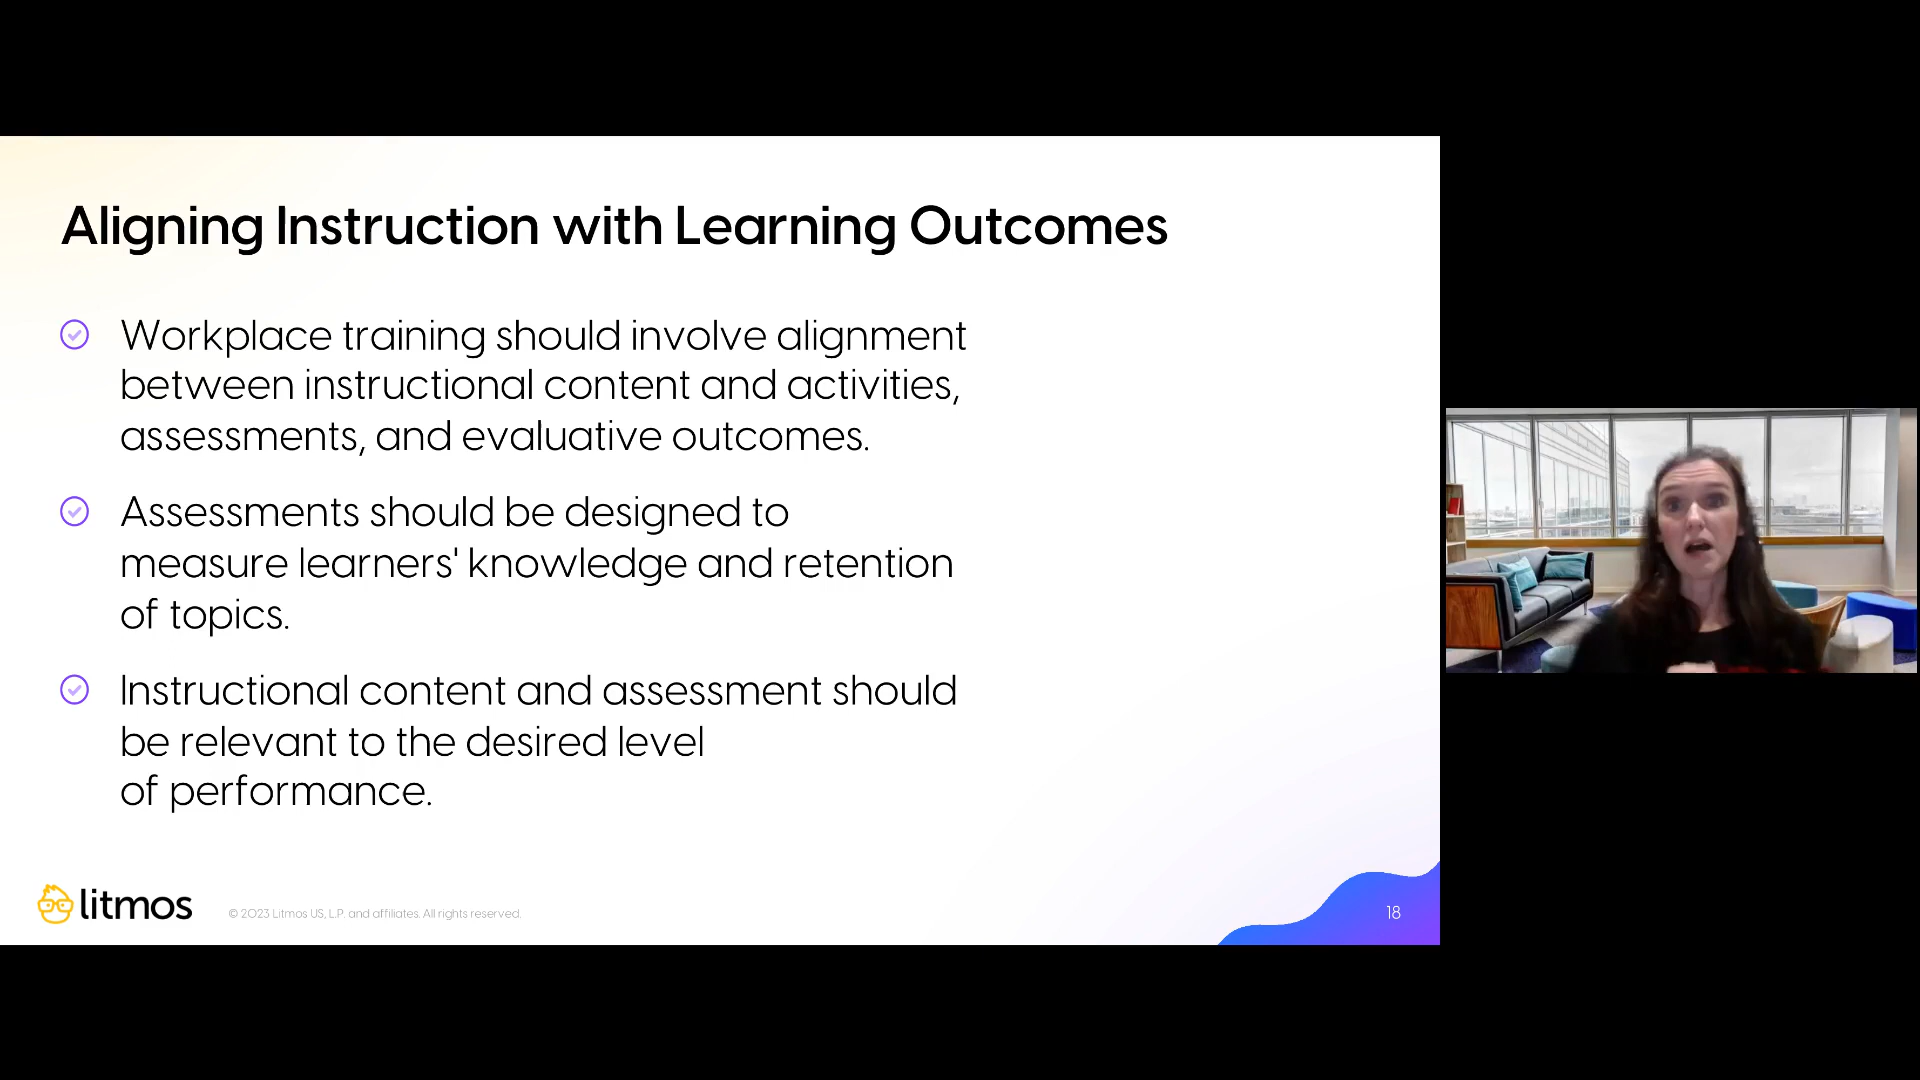 Aligning Instruction with Learning Outcomes
Workplace training should involve alignment
between instructional content and activities,
assessments, and evaluative outcomes.
Assessments should be designed to
measure learners' knowledge and retention
of topics.
Instructional content and assessment should
be relevant to the desired level
of performance.
litmos
© 2023 Litmos US, L.P. and affiliates. All rights reserved.
18